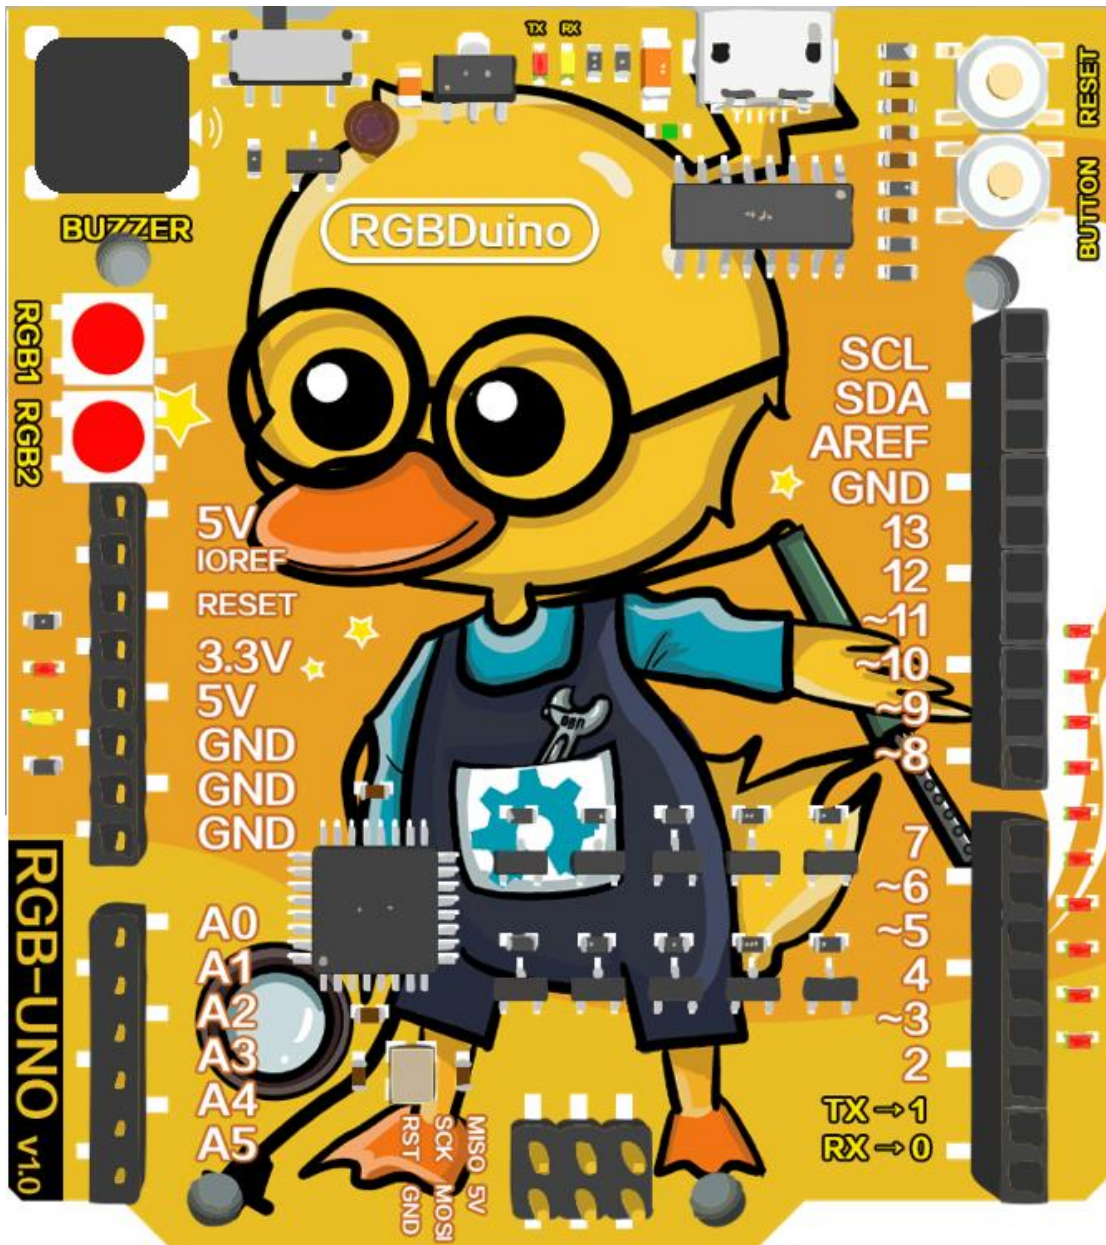 TX RX
RESET
BUTTON
BUZZER
RGBDuino
RGB1 RGB2
SCL
SDA
AREF
GND
13
12
~11
~10
~9
~8
7
~6
~5
4
~3
2
TX→1
RX→0
5V
IOREF
RESET
3.3V
5V
GND
GND
GND
A0
A1
A2
A3
A4
A5
RGB-UNO v1.0
MISO 5V
SCK MOSI
RST GND